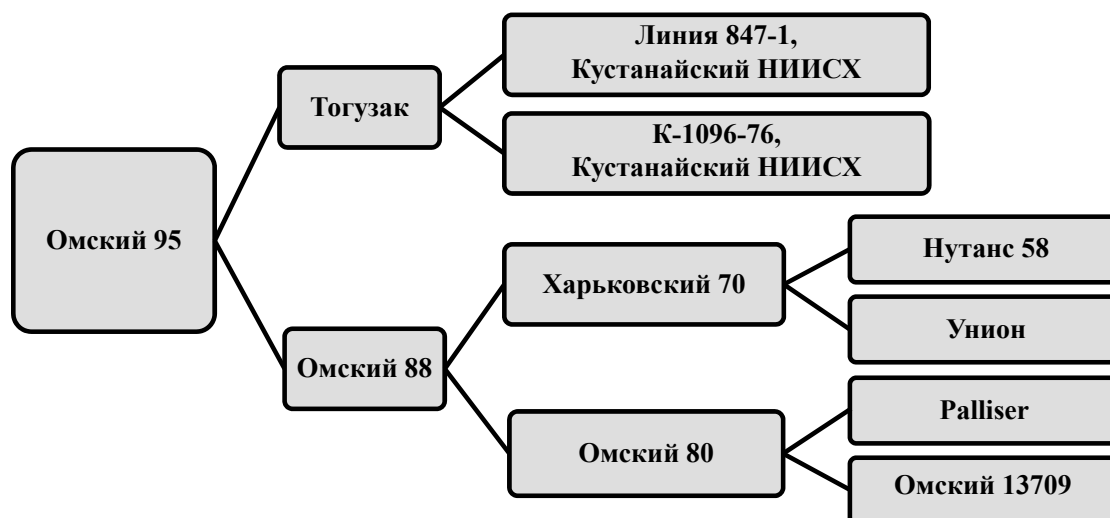 Линия 847-1,
Кустанайский НИИСХ
Тогузак
К-1096-76,
Кустанайский НИИСХ
Омский 95
Нутанс 58
Харьковский 70
Унион
Омский 88
Palliser
Омский 80
Омский 13709